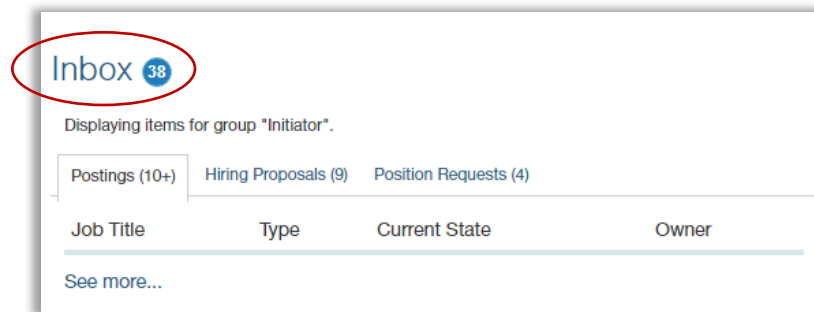 Inbox 38
Displaying items for group "Initiator".
Postings (10+) Hiring Proposals (9) Position Requests (4)
Job Title Type Current State Owner
See more...